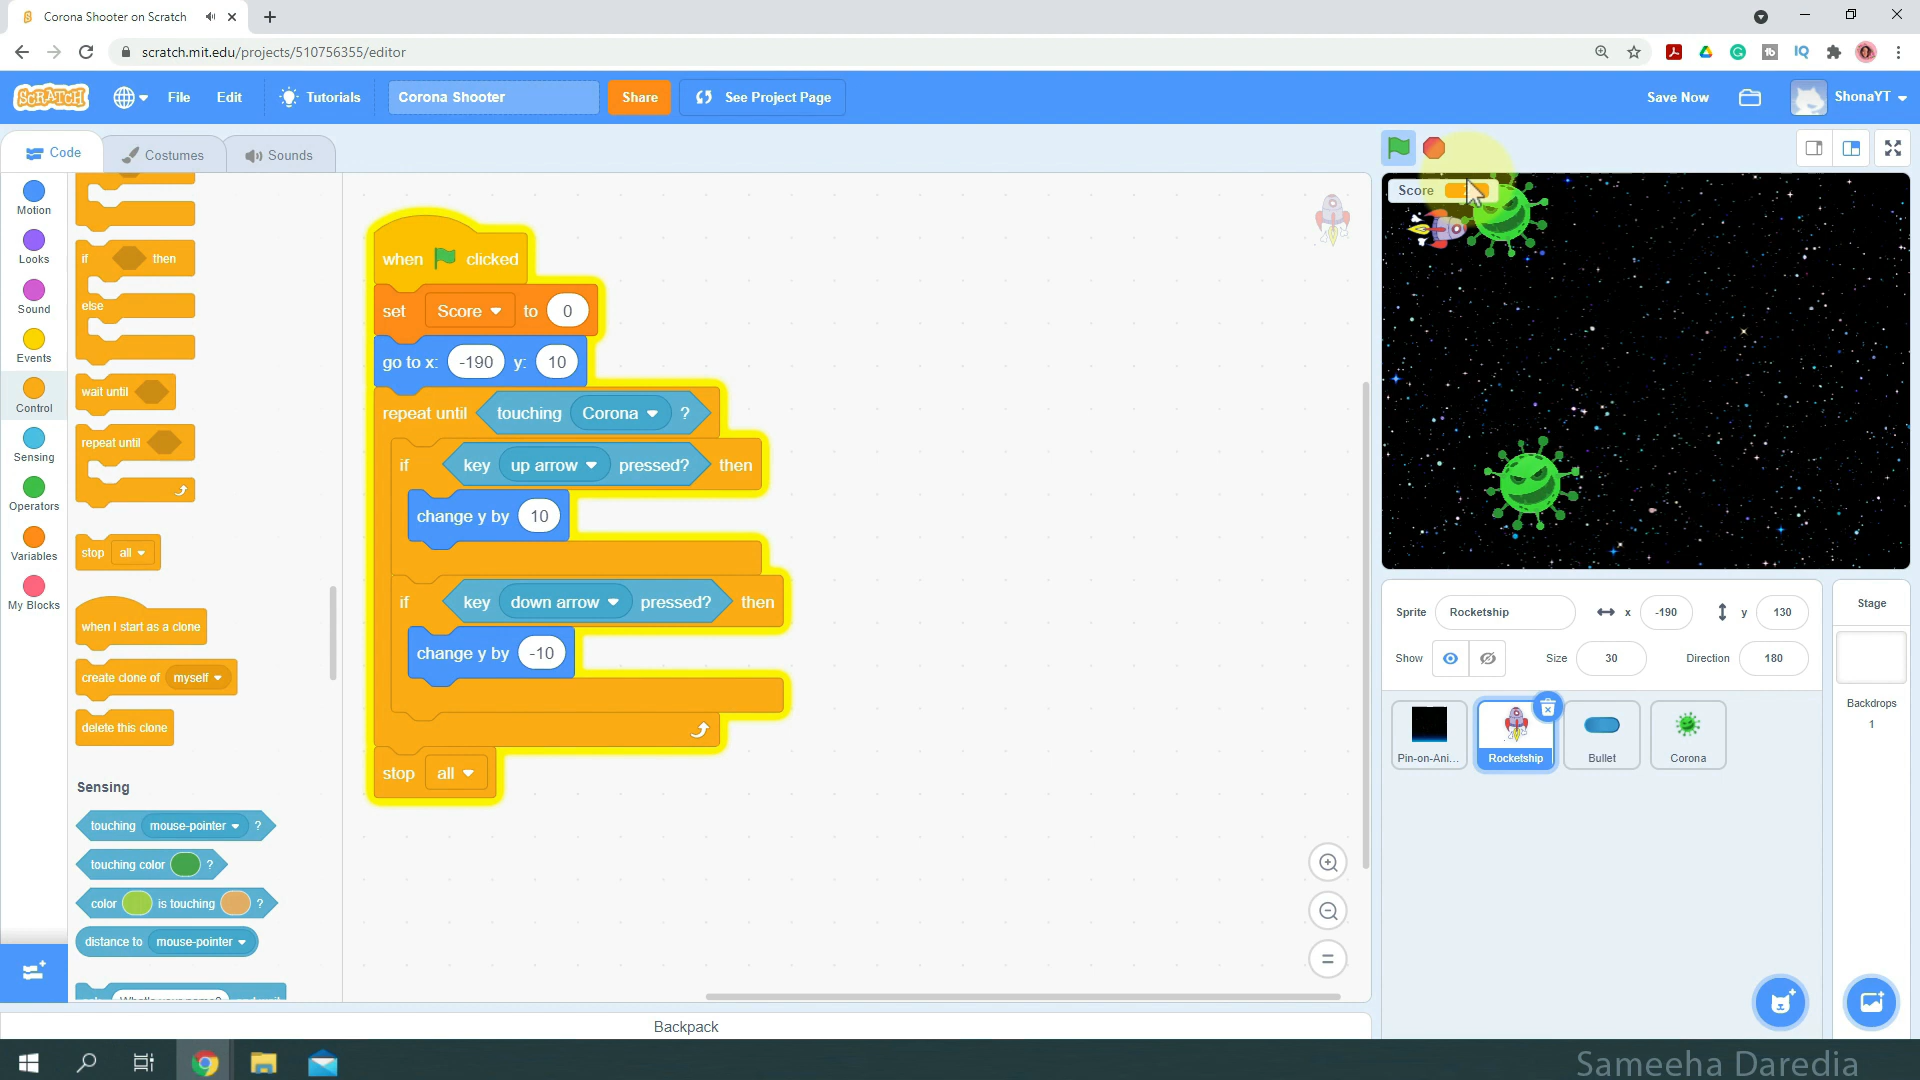 Corona Shooter on Scratch
scratch.mit.edu/projects/510756355/editor
SCRATCH
File
Edit
Tutorials
Corona Shooter
Share
See Project Page
Save Now
ShonaYT
Code
Costumes
Sounds
Motion
Looks
Sound
Events
Control
Sensing
Operators
Variables
My Blocks
if then
else
wait until
repeat until
stop all
when I start as a clone
create clone of myself
delete this clone
Sensing
touching mouse-pointer ?
touching color ?
color is touching ?
distance to mouse-pointer
when clicked
set Score to 0
go to x: -190 y: 10
repeat until touching Corona ?
if key up arrow pressed? then
change y by 10
if key down arrow pressed? then
change y by -10
stop all
Backpack
Score
Sprite Rocketship x -190 y 130
Show Size 30 Direction 180
Pin-on-Ani...
Rocketship
Bullet
Corona
Stage
Backdrops
1
Sameeha Daredia